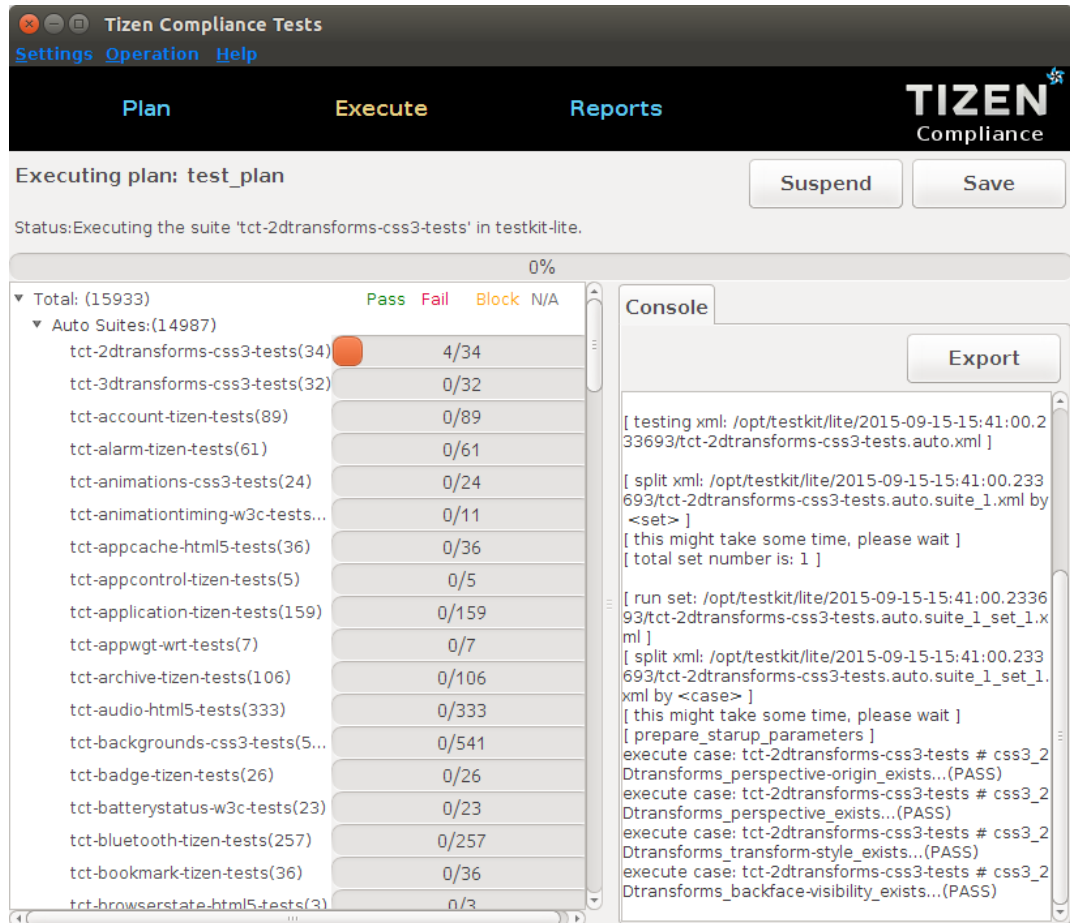 Tizen Compliance Tests
Settings Operation Help
Plan Execute Reports
TIZEN
Compliance
Executing plan: test_plan
Suspend Save
Status:Executing the suite 'tct-2dtransforms-css3-tests' in testkit-lite.
0%
Total: (15933) Pass Fail Block N/A
Auto Suites:(14987)
tct-2dtransforms-css3-tests(34) 4/34
tct-3dtransforms-css3-tests(32) 0/32
tct-account-tizen-tests(89) 0/89
tct-alarm-tizen-tests(61) 0/61
tct-animations-css3-tests(24) 0/24
tct-animationtiming-w3c-tests... 0/11
tct-appcache-html5-tests(36) 0/36
tct-appcontrol-tizen-tests(5) 0/5
tct-application-tizen-tests(159) 0/159
tct-appwgt-wrt-tests(7) 0/7
tct-archive-tizen-tests(106) 0/106
tct-audio-html5-tests(333) 0/333
tct-backgrounds-css3-tests(5... 0/541
tct-badge-tizen-tests(26) 0/26
tct-batterystatus-w3c-tests(23) 0/23
tct-bluetooth-tizen-tests(257) 0/257
tct-bookmark-tizen-tests(36) 0/36
tct-browserstate-html5-tests(3) 0/3
Console
Export
[ testing xml: /opt/testkit/lite/2015-09-15-15:41:00.2
33693/tct-2dtransforms-css3-tests.auto.xml ]
[ split xml: /opt/testkit/lite/2015-09-15-15:41:00.233
693/tct-2dtransforms-css3-tests.auto.suite_1.xml by
<set> ]
[ this might take some time, please wait ]
[ total set number is: 1 ]
[ run set: /opt/testkit/lite/2015-09-15-15:41:00.2336
93/tct-2dtransforms-css3-tests.auto.suite_1_set_1.x
ml ]
[ split xml: /opt/testkit/lite/2015-09-15-15:41:00.233
693/tct-2dtransforms-css3-tests.auto.suite_1_set_1.
xml by <case> ]
[ this might take some time, please wait ]
[ prepare_starup_parameters ]
execute case: tct-2dtransforms-css3-tests # css3_2
Dtransforms_perspective-origin_exists...(PASS)
execute case: tct-2dtransforms-css3-tests # css3_2
Dtransforms_perspective_exists...(PASS)
execute case: tct-2dtransforms-css3-tests # css3_2
Dtransforms_transform-style_exists...(PASS)
execute case: tct-2dtransforms-css3-tests # css3_2
Dtransforms_backface-visibility_exists...(PASS)